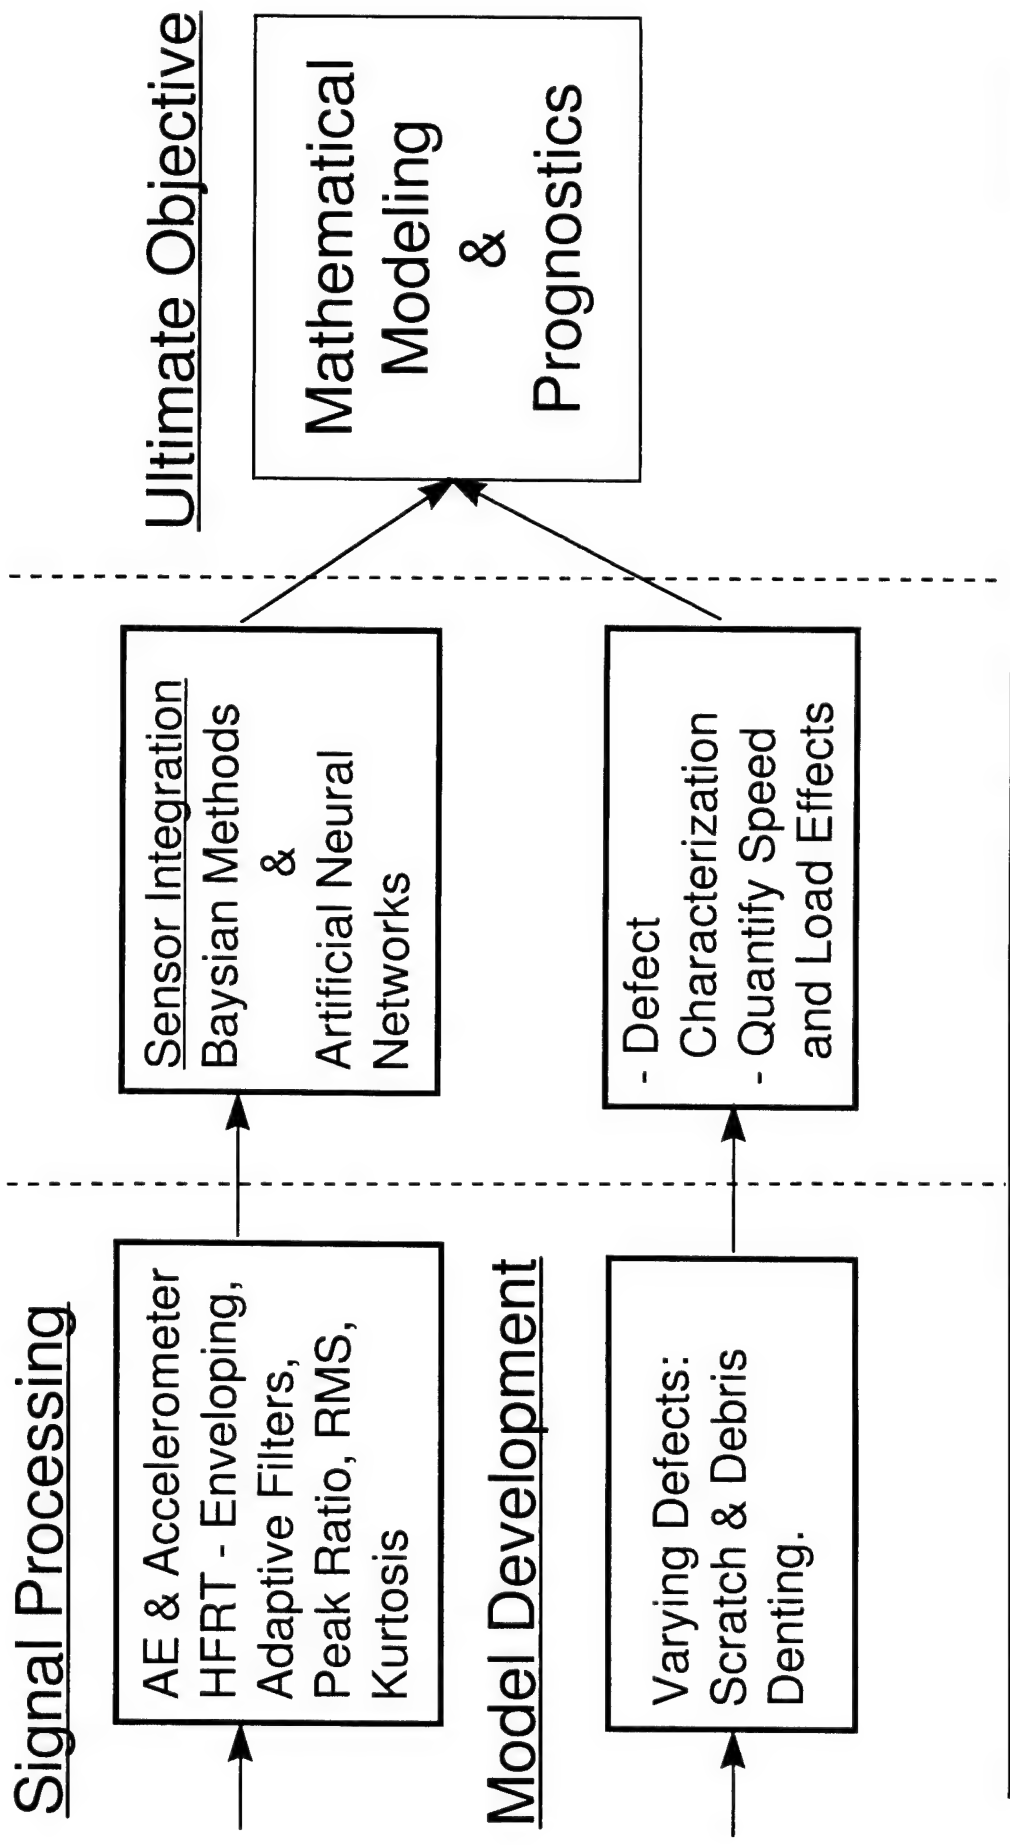 Signal Processing
AE & Accelerometer
HFRT - Enveloping,
Adaptive Filters,
Peak Ratio, RMS,
Kurtosis
Sensor Integration
Baysian Methods
&
Artificial Neural
Networks
Ultimate Objective
Mathematical
Modeling
&
Prognostics
Model Development
Varying Defects:
Scratch & Debris
Denting.
- Defect
Characterization
- Quantify Speed
and Load Effects